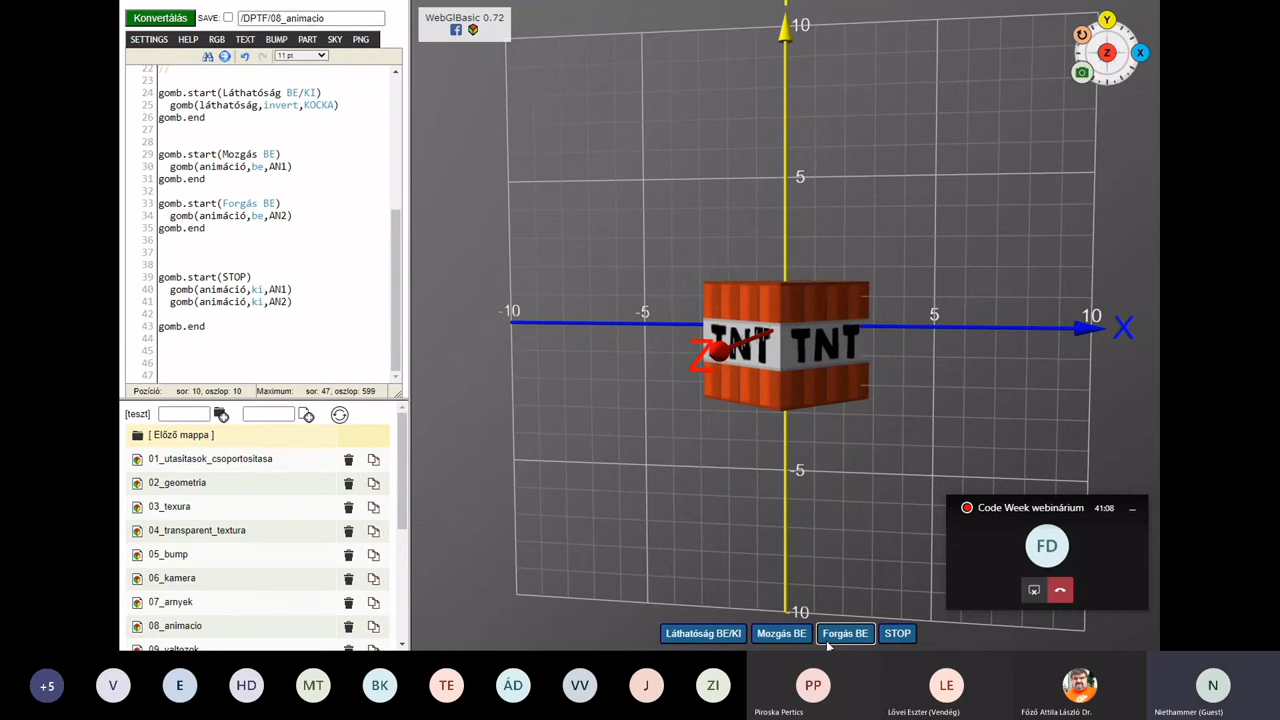 Konvertálás SAVE: /DPTF/08_animacio
SETTINGS HELP RGB TEXT BUMP PART SKY PNG
11 pt
22 //
23
24 gomb.start(Láthatóság BE/KI)
25 gomb(láthatóság,invert,KOCKA)
26 gomb.end
27
28
29 gomb.start(Mozgás BE)
30 gomb(animáció,be,AN1)
31 gomb.end
32
33 gomb.start(Forgás BE)
34 gomb(animáció,be,AN2)
35 gomb.end
36
37
38
39 gomb.start(STOP)
40 gomb(animáció,ki,AN1)
41 gomb(animáció,ki,AN2)
42
43 gomb.end
44
45
46
47
Pozíció: sor: 10, oszlop: 10 Maximum: sor: 47, oszlop: 599
[teszt]
[ Előző mappa ]
01_utasitasok_csoportositasa
02_geometria
03_texura
04_transparent_textura
05_bump
06_kamera
07_arnyek
08_animacio
09_valtozok
WebGlBasic 0.72
10
5
-10
-5
5
10
X
Z
TNT TNT
-5
-10
Y
Z
X
Code Week webinárium 41:08
FD
Láthatóság BE/KI Mozgás BE Forgás BE STOP
+5 V E HD MT BK TE ÁD VV J ZI PP LE N
Piroska Pertics Lővei Eszter (Vendég) Főző Attila László Dr. Niethammer (Guest)